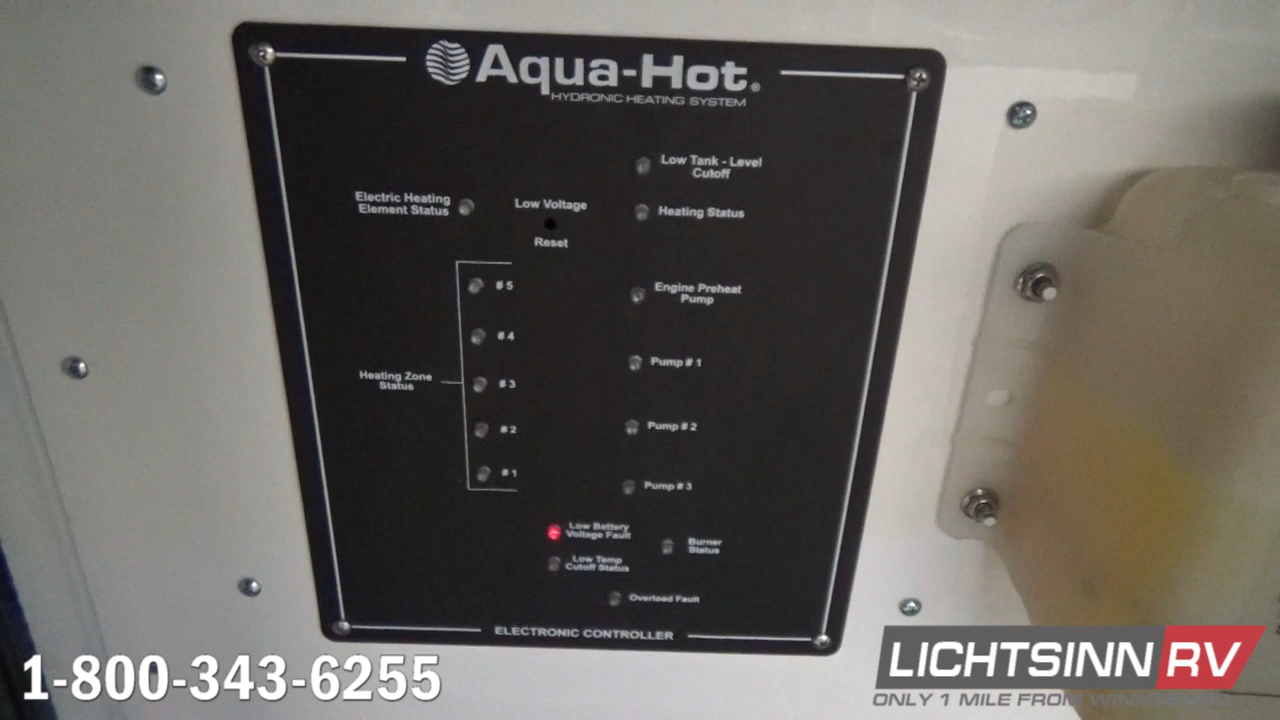 Aqua-Hot®
HYDRONIC HEATING SYSTEM
Low Tank - Level
Cutoff
Electric Heating
Element Status
Low Voltage
Reset
Heating Status
# 5
# 4
# 3
# 2
# 1
Heating Zone
Status
Engine Preheat
Pump
Pump # 1
Pump # 2
Pump # 3
Low Battery
Voltage Fault
Low Temp
Cutoff Status
Burner
Status
Overload Fault
ELECTRONIC CONTROLLER
1-800-343-6255
LICHTSINN RV
ONLY 1 MILE FROM